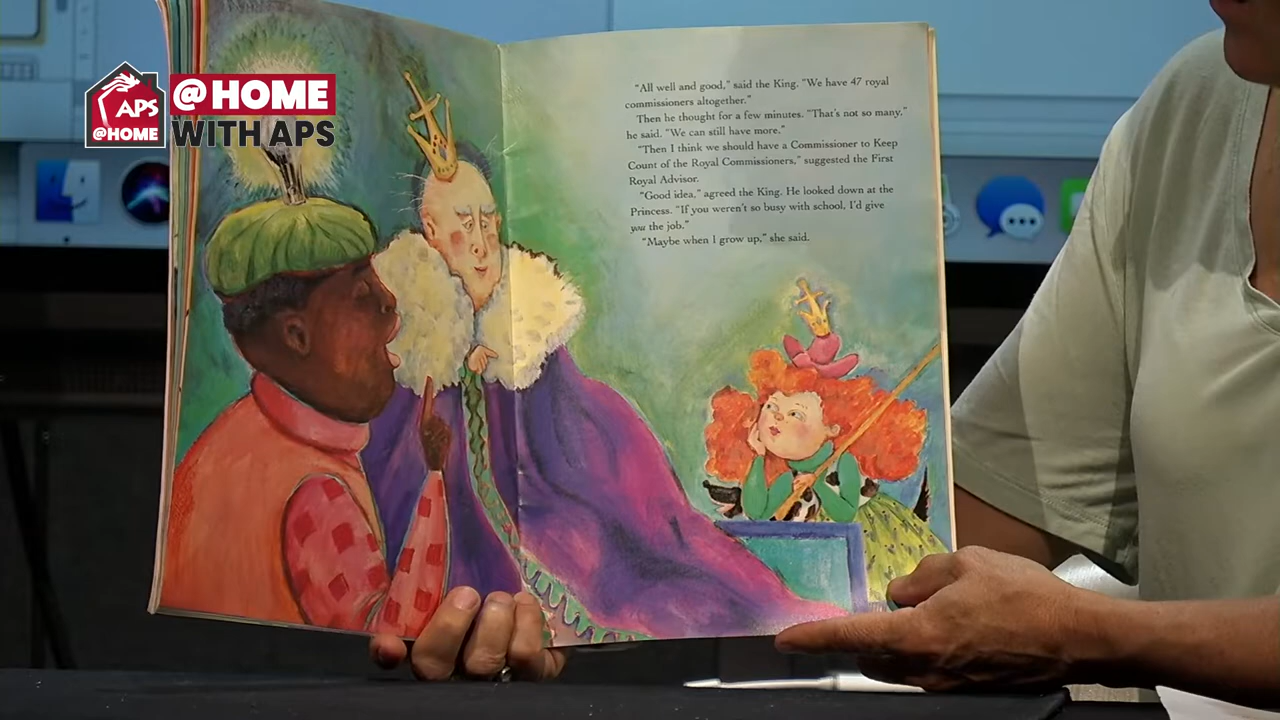 APS
@HOME
@HOME
WITH APS
"All well and good," said the King. "We have 47 royal
commissioners altogether."
Then he thought for a few minutes. "That's not so many,"
he said. "We can still have more."
"Then I think we should have a Commissioner to Keep
Count of the Royal Commissioners," suggested the First
Royal Advisor.
"Good idea," agreed the King. He looked down at the
Princess. "If you weren't so busy with school, I'd give
you the job."
"Maybe when I grow up," she said.